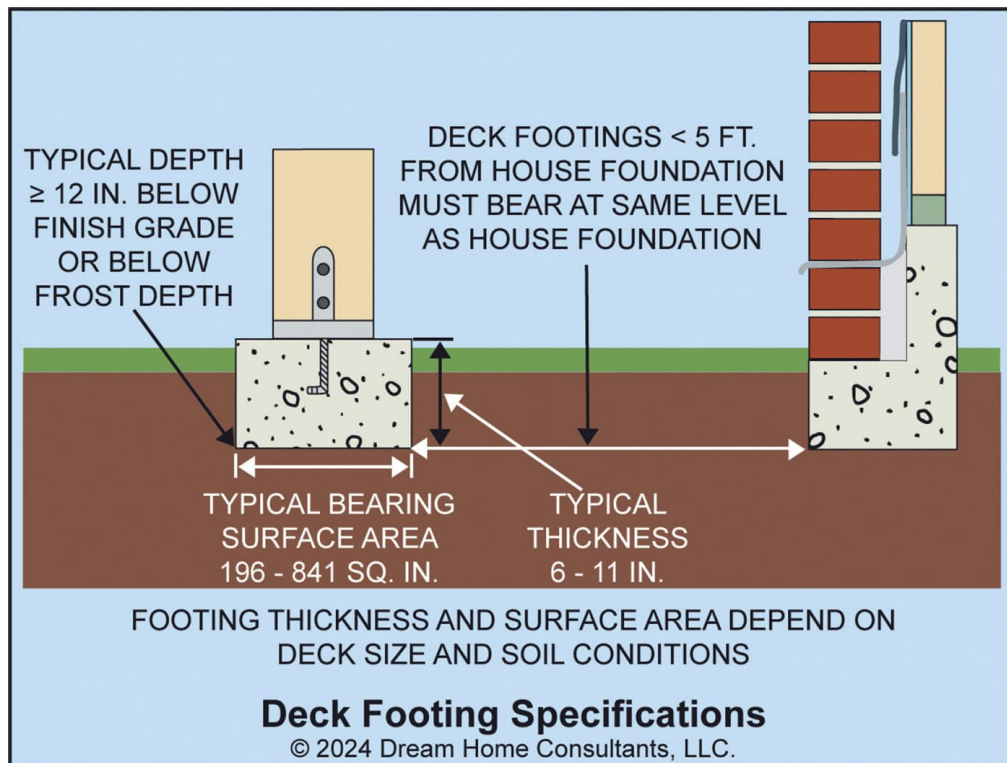 TYPICAL DEPTH
≥ 12 IN. BELOW
FINISH GRADE
OR BELOW
FROST DEPTH
DECK FOOTINGS < 5 FT.
FROM HOUSE FOUNDATION
MUST BEAR AT SAME LEVEL
AS HOUSE FOUNDATION
TYPICAL BEARING
SURFACE AREA
196 - 841 SQ. IN.
TYPICAL
THICKNESS
6 - 11 IN.
FOOTING THICKNESS AND SURFACE AREA DEPEND ON
DECK SIZE AND SOIL CONDITIONS
Deck Footing Specifications
© 2024 Dream Home Consultants, LLC.